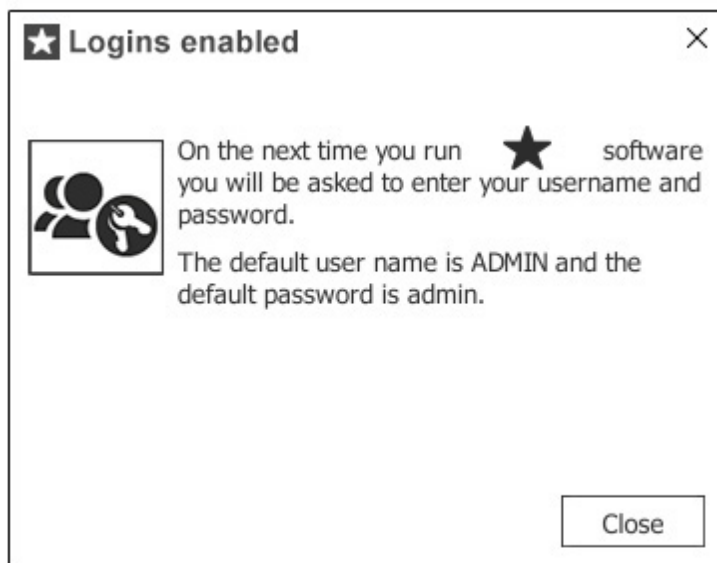 Logins enabled
On the next time you run software
you will be asked to enter your username and
password.
The default user name is ADMIN and the
default password is admin.
Close